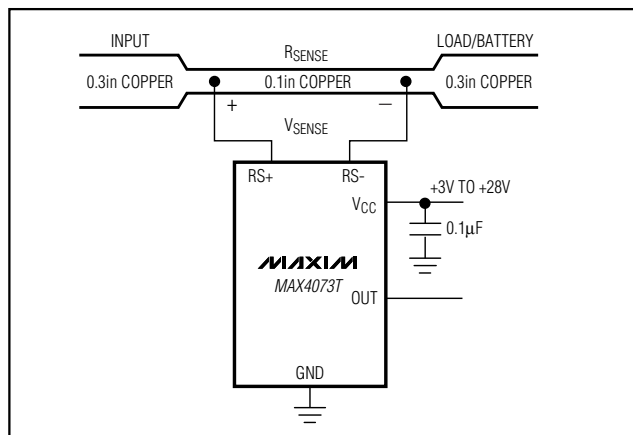 INPUT RSENSE LOAD/BATTERY
0.3in COPPER 0.1in COPPER 0.3in COPPER
+ −
VSENSE
RS+ RS-
+3V TO +28V
VCC
0.1µF
MAXIM
MAX4073T
OUT
GND